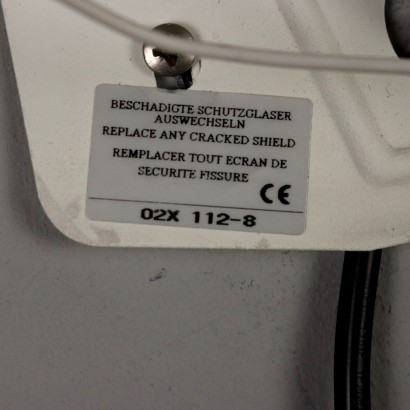 BESCHADIGTE SCHUTZGLASER
AUSWECHSELN
REPLACE ANY CRACKED SHIELD
REMPLACER TOUT ECRAN DE
SECURITE FISSURE
CE
02X 112-8